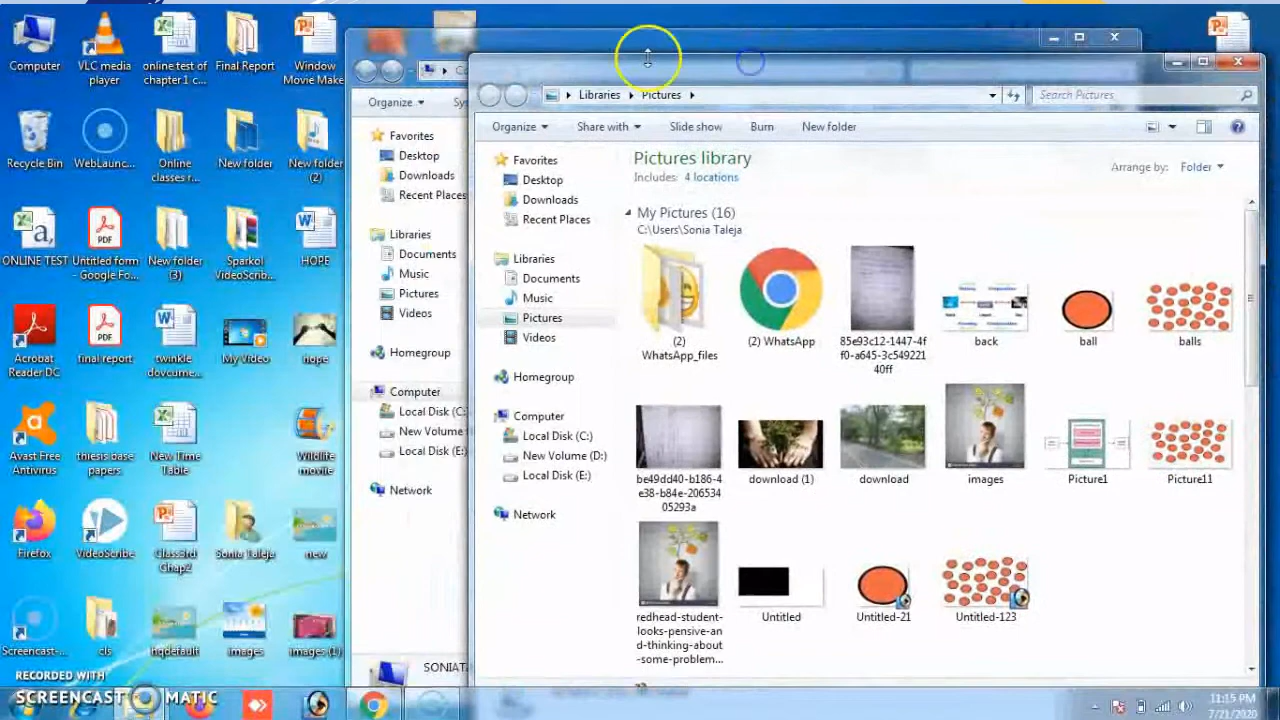 Computer
VLC media
player
online test of
chapter 1 c...
Final Report
Window
Movie Make
Recycle Bin
WebLaunc...
Online
classes r...
New folder
New folder
(2)
ONLINE TEST
Untitled form
- Google Fo...
New folder
(3)
Sparkol
VideoScrib...
HOPE
PDF
Acrobat
Reader DC
final report
PDF
twinkle
dovcume...
My Video
hope
Avast Free
Antivirus
thiesis base
papers
New Time
Table
Wildlife
movie
Firefox
VideoScribe
Class3rd
Chap2
Sonia Taleja
new
Screencast-...
cls
hqdefault
images
images (1)
RECORDED WITH
SCREENCAST MATIC
Organize
Sys
Favorites
Desktop
Downloads
Recent Places
Libraries
Documents
Music
Pictures
Videos
Homegroup
Computer
Local Disk (C:
New Volume
Local Disk (E:)
Network
SONIAT
Libraries
Pictures
Search Pictures
Organize
Share with
Slide show
Burn
New folder
Favorites
Desktop
Downloads
Recent Places
Libraries
Documents
Music
Pictures
Videos
Homegroup
Computer
Local Disk (C:)
New Volume (D:)
Local Disk (E:)
Network
Pictures library
Includes: 4 locations
Arrange by: Folder
My Pictures (16)
C:\Users\Sonia Taleja
(2)
WhatsApp_files
(2) WhatsApp
85e93c12-1447-4f
f0-a645-3c549221
40ff
back
ball
balls
be49dd40-b186-4
e38-b84e-206534
05293a
download (1)
download
images
Picture1
Picture11
redhead-student-
looks-pensive-an
d-thinking-about
-some-problem...
Untitled
Untitled-21
Untitled-123
11:15 PM
7/21/2020